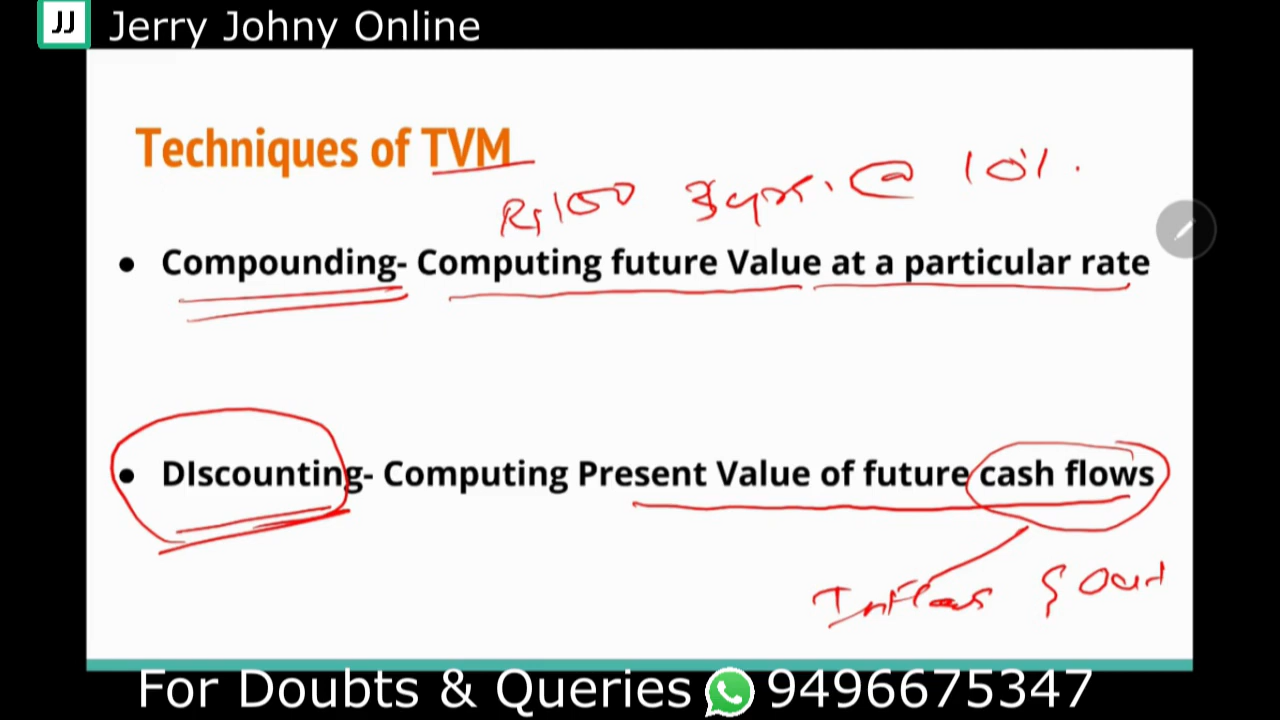 JJ Jerry Johny Online
Techniques of TVM
Rs 100 3 yrs. @ 10%.
● Compounding- Computing future Value at a particular rate
● DIscounting- Computing Present Value of future cash flows
Inflows & Out
For Doubts & Queries 9496675347